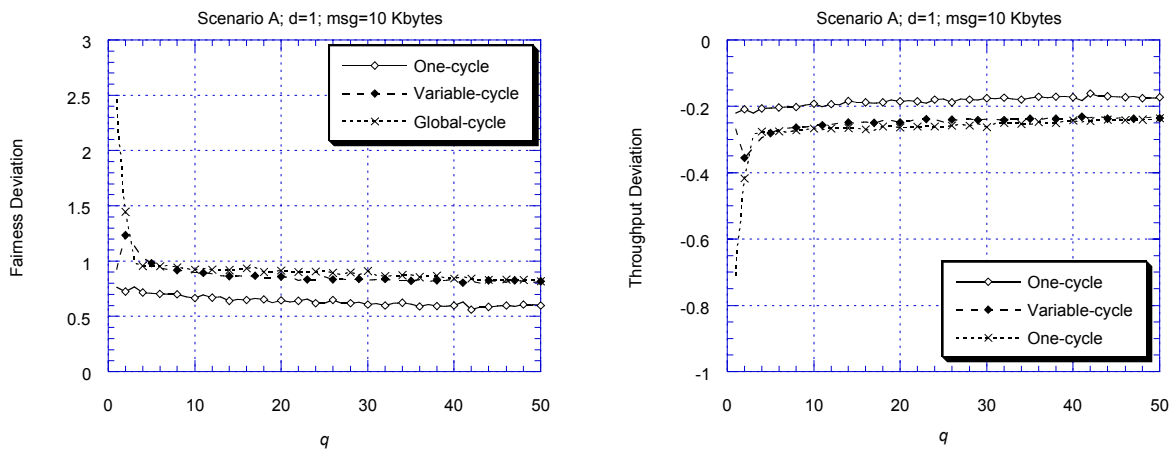 Scenario A; d=1; msg=10 Kbytes
3
2.5
2
1.5
1
0.5
0
Fairness Deviation
One-cycle
Variable-cycle
Global-cycle
0 10 20 30 40 50
q
Scenario A; d=1; msg=10 Kbytes
0
-0.2
-0.4
-0.6
-0.8
-1
Throughput Deviation
One-cycle
Variable-cycle
One-cycle
0 10 20 30 40 50
q